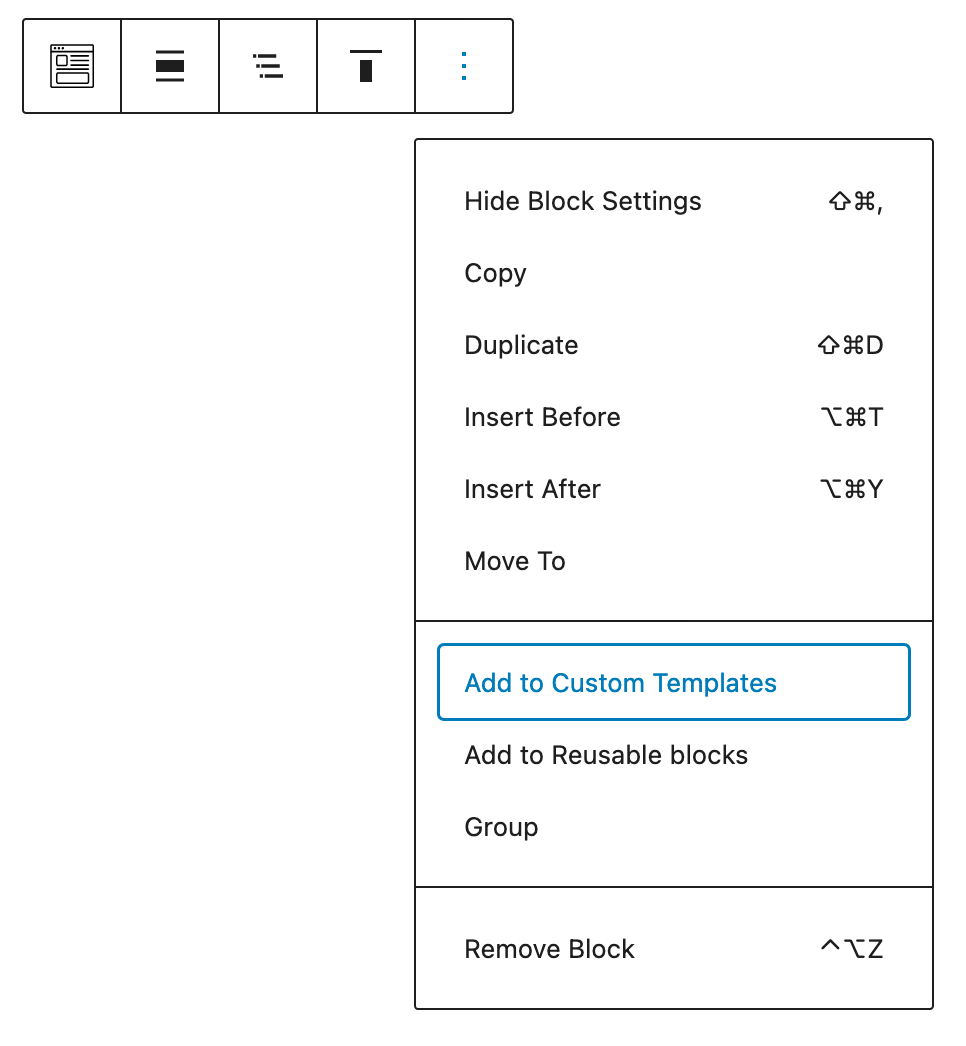 Hide Block Settings ⇧⌘,
Copy
Duplicate ⇧⌘D
Insert Before ⌥⌘T
Insert After ⌥⌘Y
Move To
Add to Custom Templates
Add to Reusable blocks
Group
Remove Block ^⌥Z